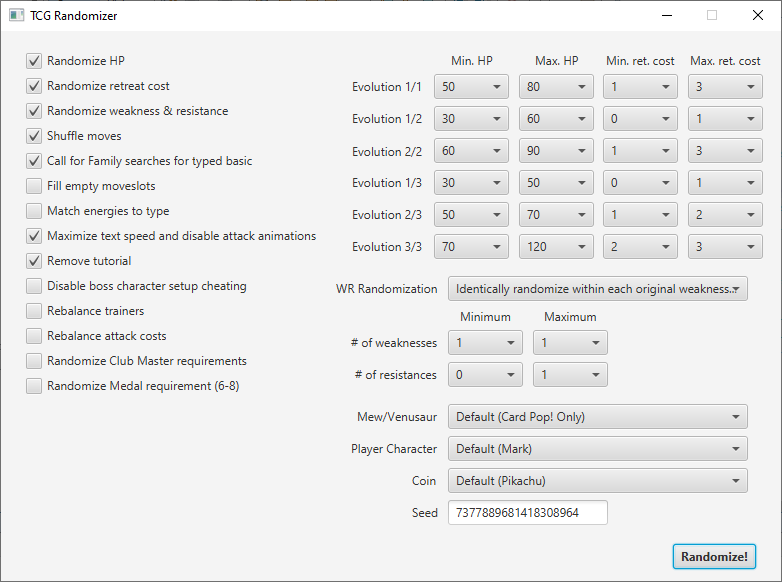 TCG Randomizer
Randomize HP
Randomize retreat cost
Randomize weakness & resistance
Shuffle moves
Call for Family searches for typed basic
Fill empty moveslots
Match energies to type
Maximize text speed and disable attack animations
Remove tutorial
Disable boss character setup cheating
Rebalance trainers
Rebalance attack costs
Randomize Club Master requirements
Randomize Medal requirement (6-8)
Min. HP Max. HP Min. ret. cost Max. ret. cost
Evolution 1/1 50 80 1 3
Evolution 1/2 30 60 0 1
Evolution 2/2 60 90 1 3
Evolution 1/3 30 50 0 1
Evolution 2/3 50 70 1 2
Evolution 3/3 70 120 2 3
WR Randomization Identically randomize within each original weakness...
Minimum Maximum
# of weaknesses 1 1
# of resistances 0 1
Mew/Venusaur Default (Card Pop! Only)
Player Character Default (Mark)
Coin Default (Pikachu)
Seed 7377889681418308964
Randomize!